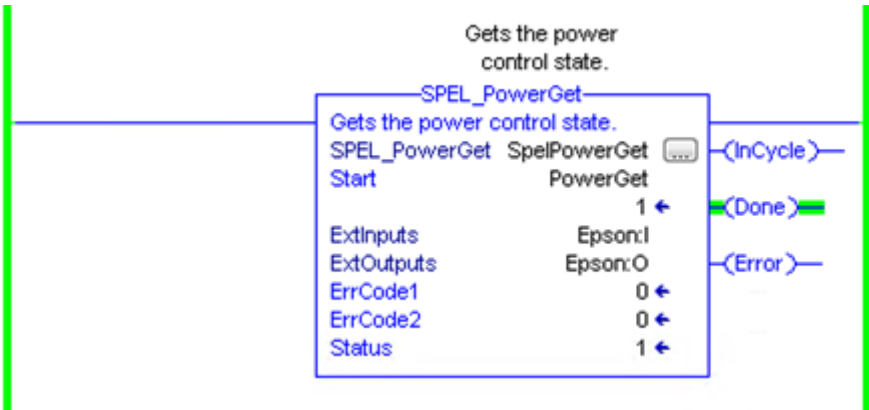 Gets the power
control state.
SPEL_PowerGet
Gets the power control state.
SPEL_PowerGet SpelPowerGet ... (InCycle)
Start PowerGet
1 (Done)
ExtInputs Epson:I
ExtOutputs Epson:O (Error)
ErrCode1 0
ErrCode2 0
Status 1